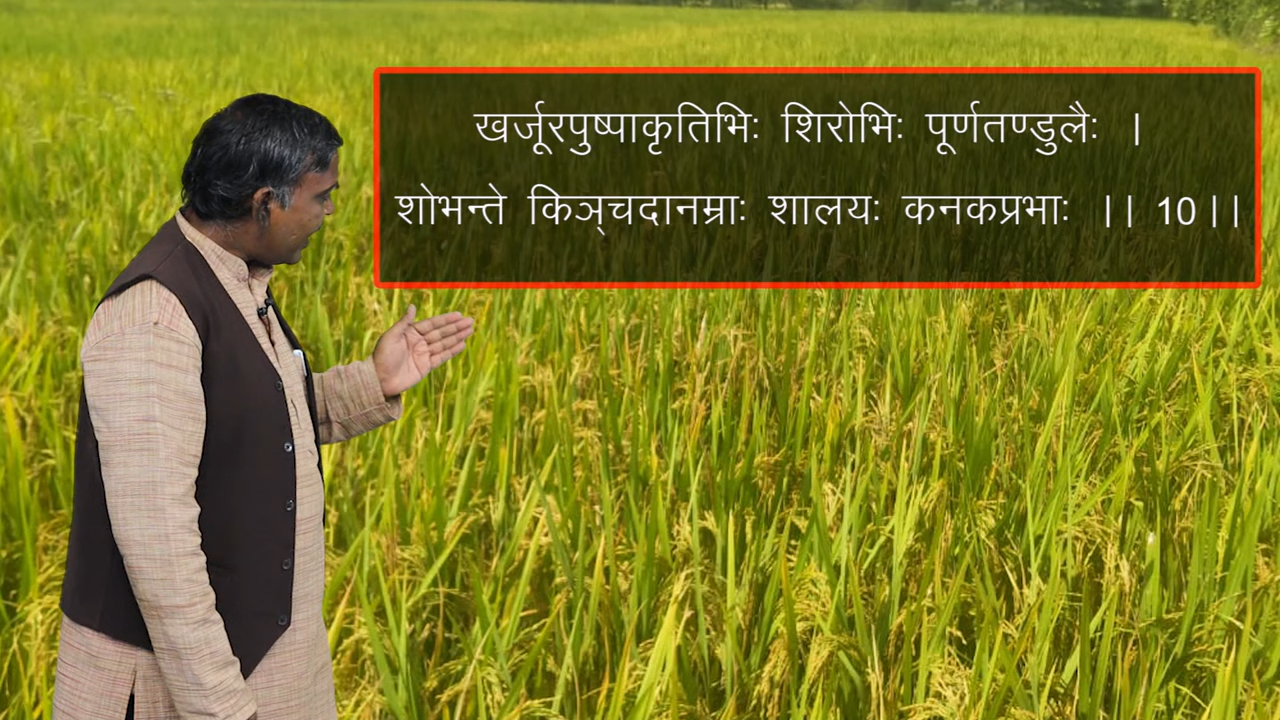 खर्जूरपुष्पाकृतिभिः शिरोभिः पूर्णतण्डुलैः ।
शोभन्ते किञ्चदानम्राः शालयः कनकप्रभाः ।। 10 ।।